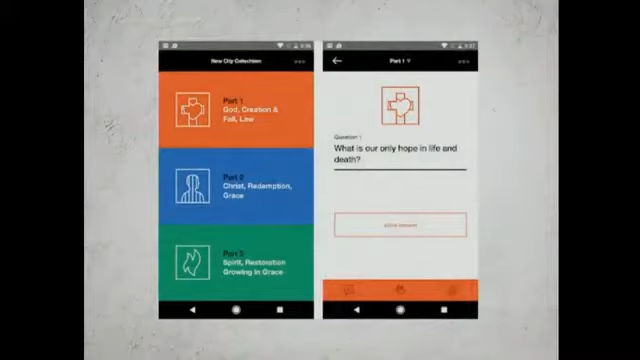 New City Catechism
Part 1
God, Creation &
Fall, Law
Part 2
Christ, Redemption,
Grace
Part 3
Spirit, Restoration
Growing in Grace
Part 1
Question 1
What is our only hope in life and
death?